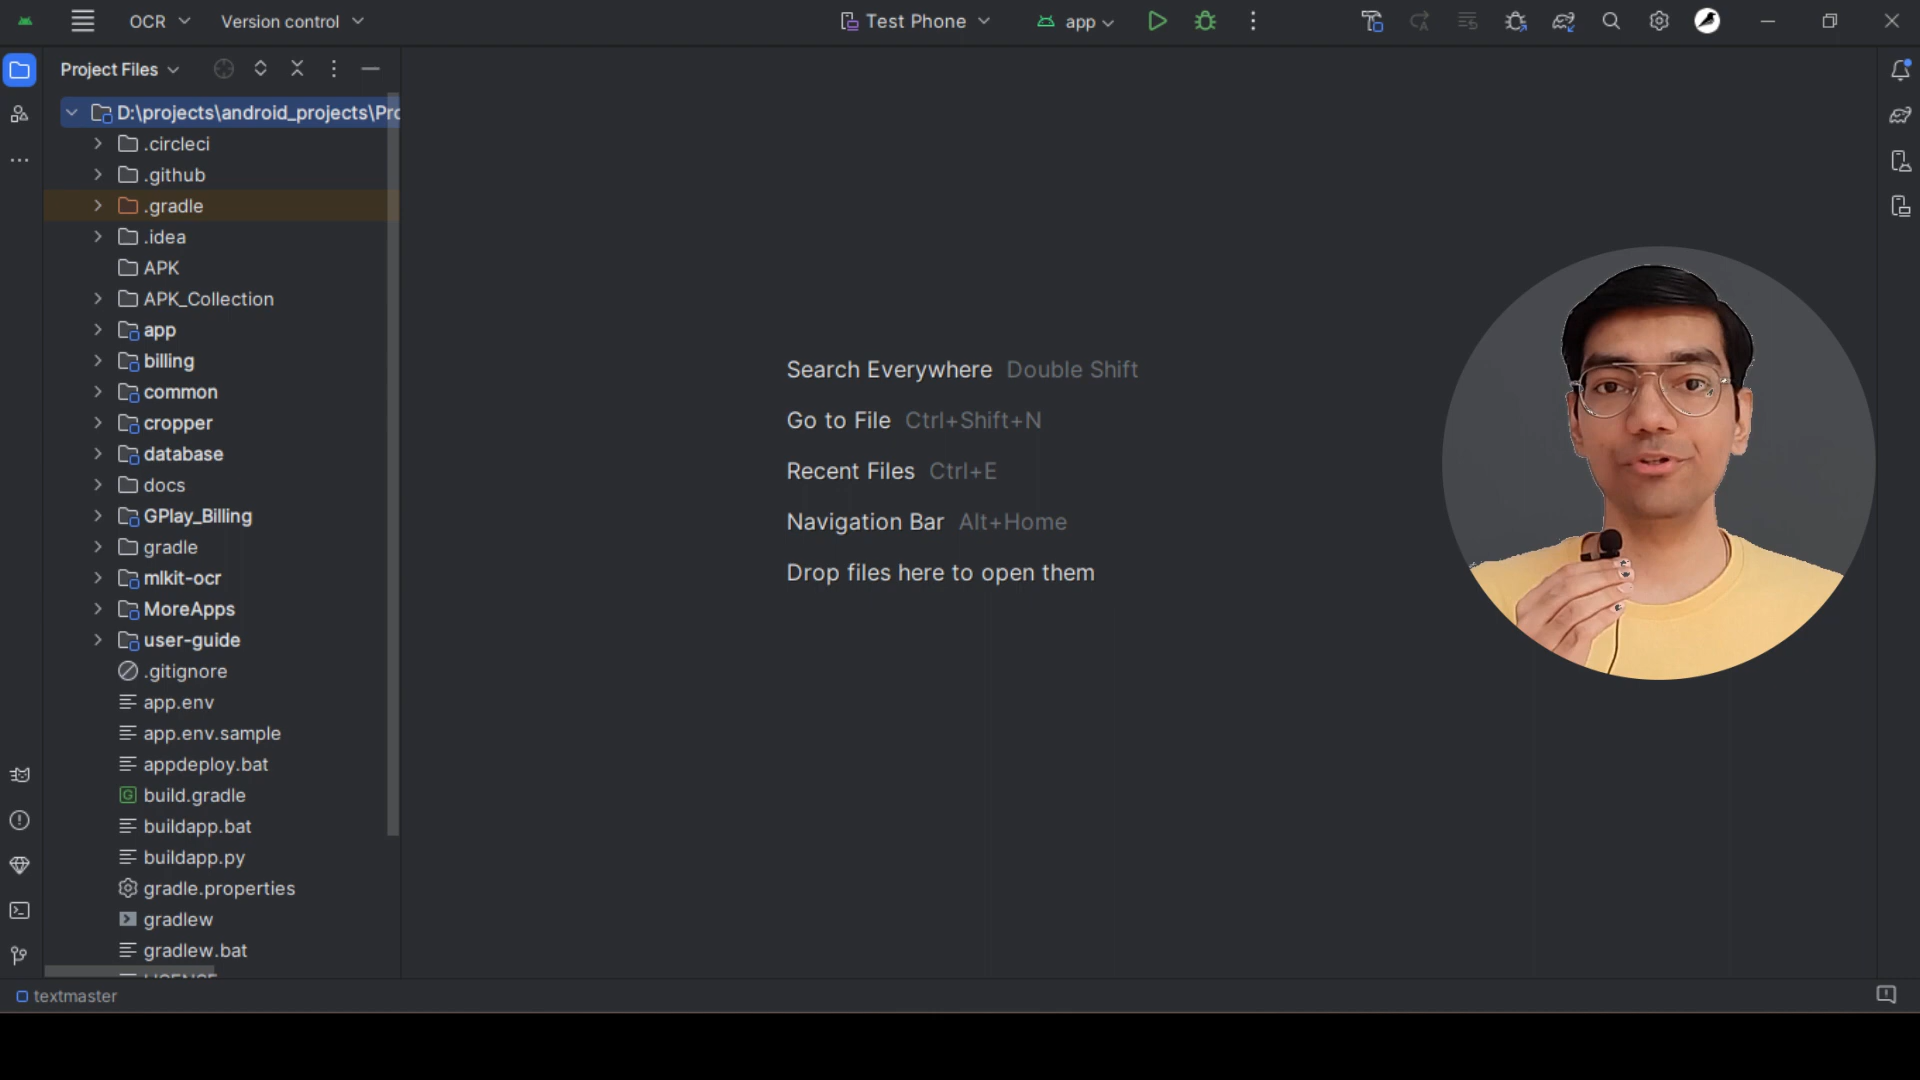 OCR
Version control
Test Phone
app
Project Files
D:\projects\android_projects\Pro
.circleci
.github
.gradle
.idea
APK
APK_Collection
app
billing
common
cropper
database
docs
GPlay_Billing
gradle
mlkit-ocr
MoreApps
user-guide
.gitignore
app.env
app.env.sample
appdeploy.bat
build.gradle
buildapp.bat
buildapp.py
gradle.properties
gradlew
gradlew.bat
LICENSE
Search Everywhere Double Shift
Go to File Ctrl+Shift+N
Recent Files Ctrl+E
Navigation Bar Alt+Home
Drop files here to open them
textmaster